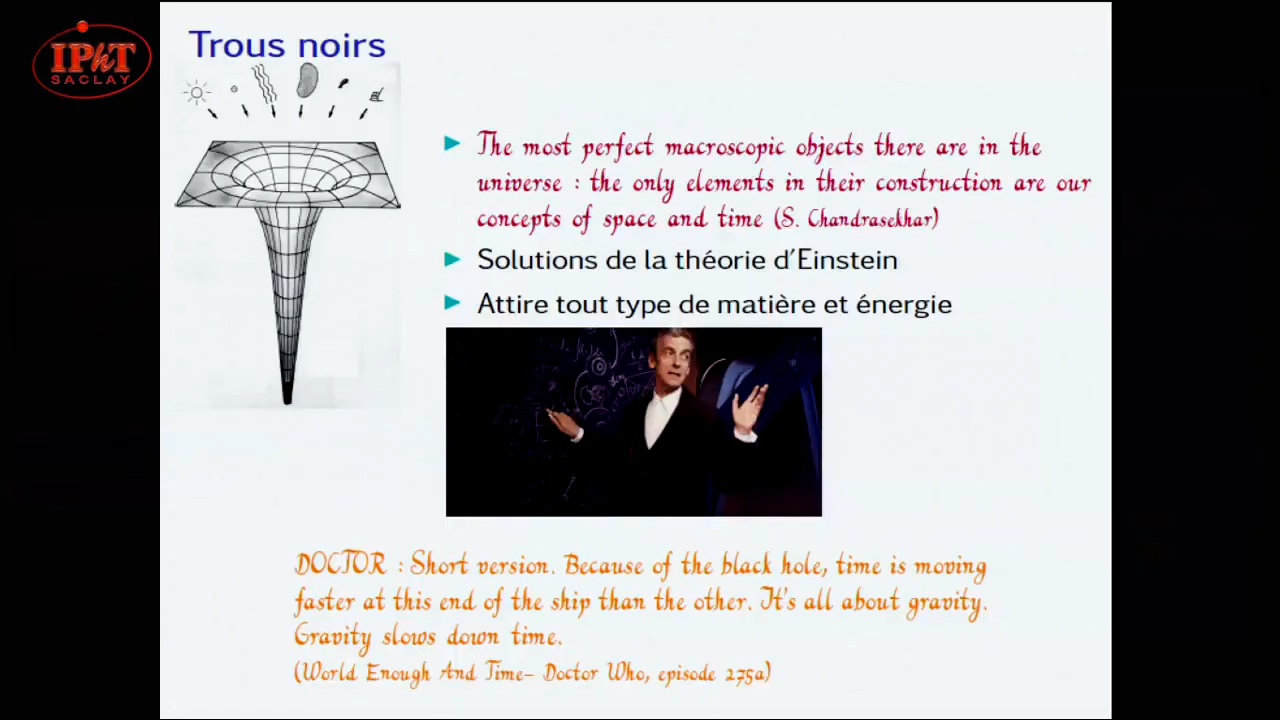 IPhT
SACLAY
Trous noirs
The most perfect macroscopic objects there are in the
universe : the only elements in their construction are our
concepts of space and time (S. Chandrasekhar)
Solutions de la théorie d'Einstein
Attire tout type de matière et énergie
DOCTOR : Short version. Because of the black hole, time is moving
faster at this end of the ship than the other. It's all about gravity.
Gravity slows down time.
(World Enough And Time– Doctor Who, episode 275a)